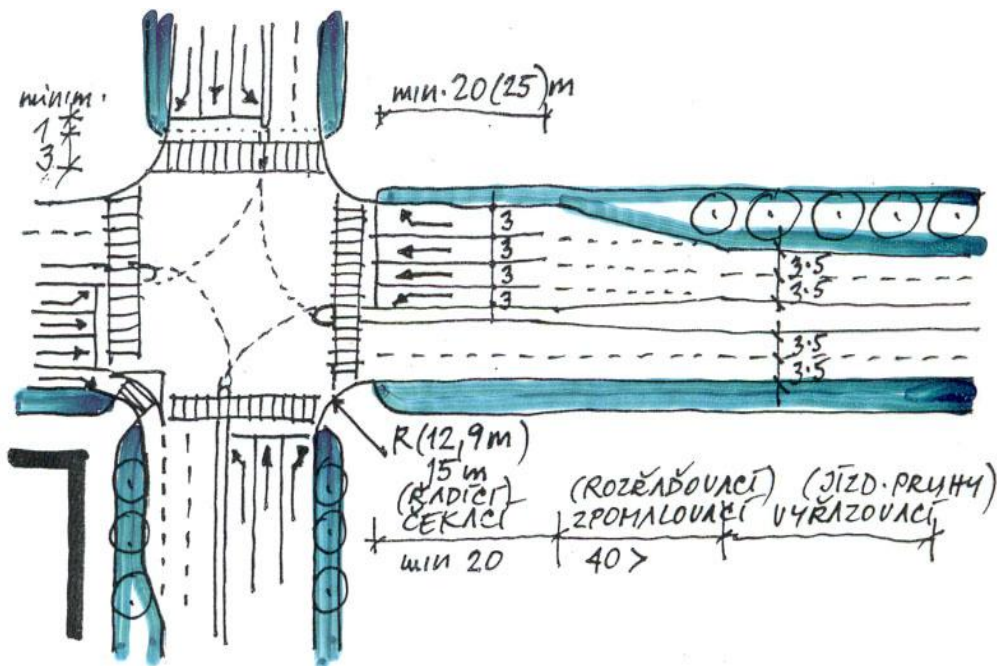 minim.
1
3
min. 20 (25) m
3
3
3
3
3.5
3.5
3.5
3.5
R (12, 9 m)
15 m
(ŘADÍCÍ)
ČEKACÍ
min 20
(ROZŘAĎOVACÍ)
ZPOMALOVACÍ
40 >
(JÍZD. PRUHY)
VYŘAZOVACÍ